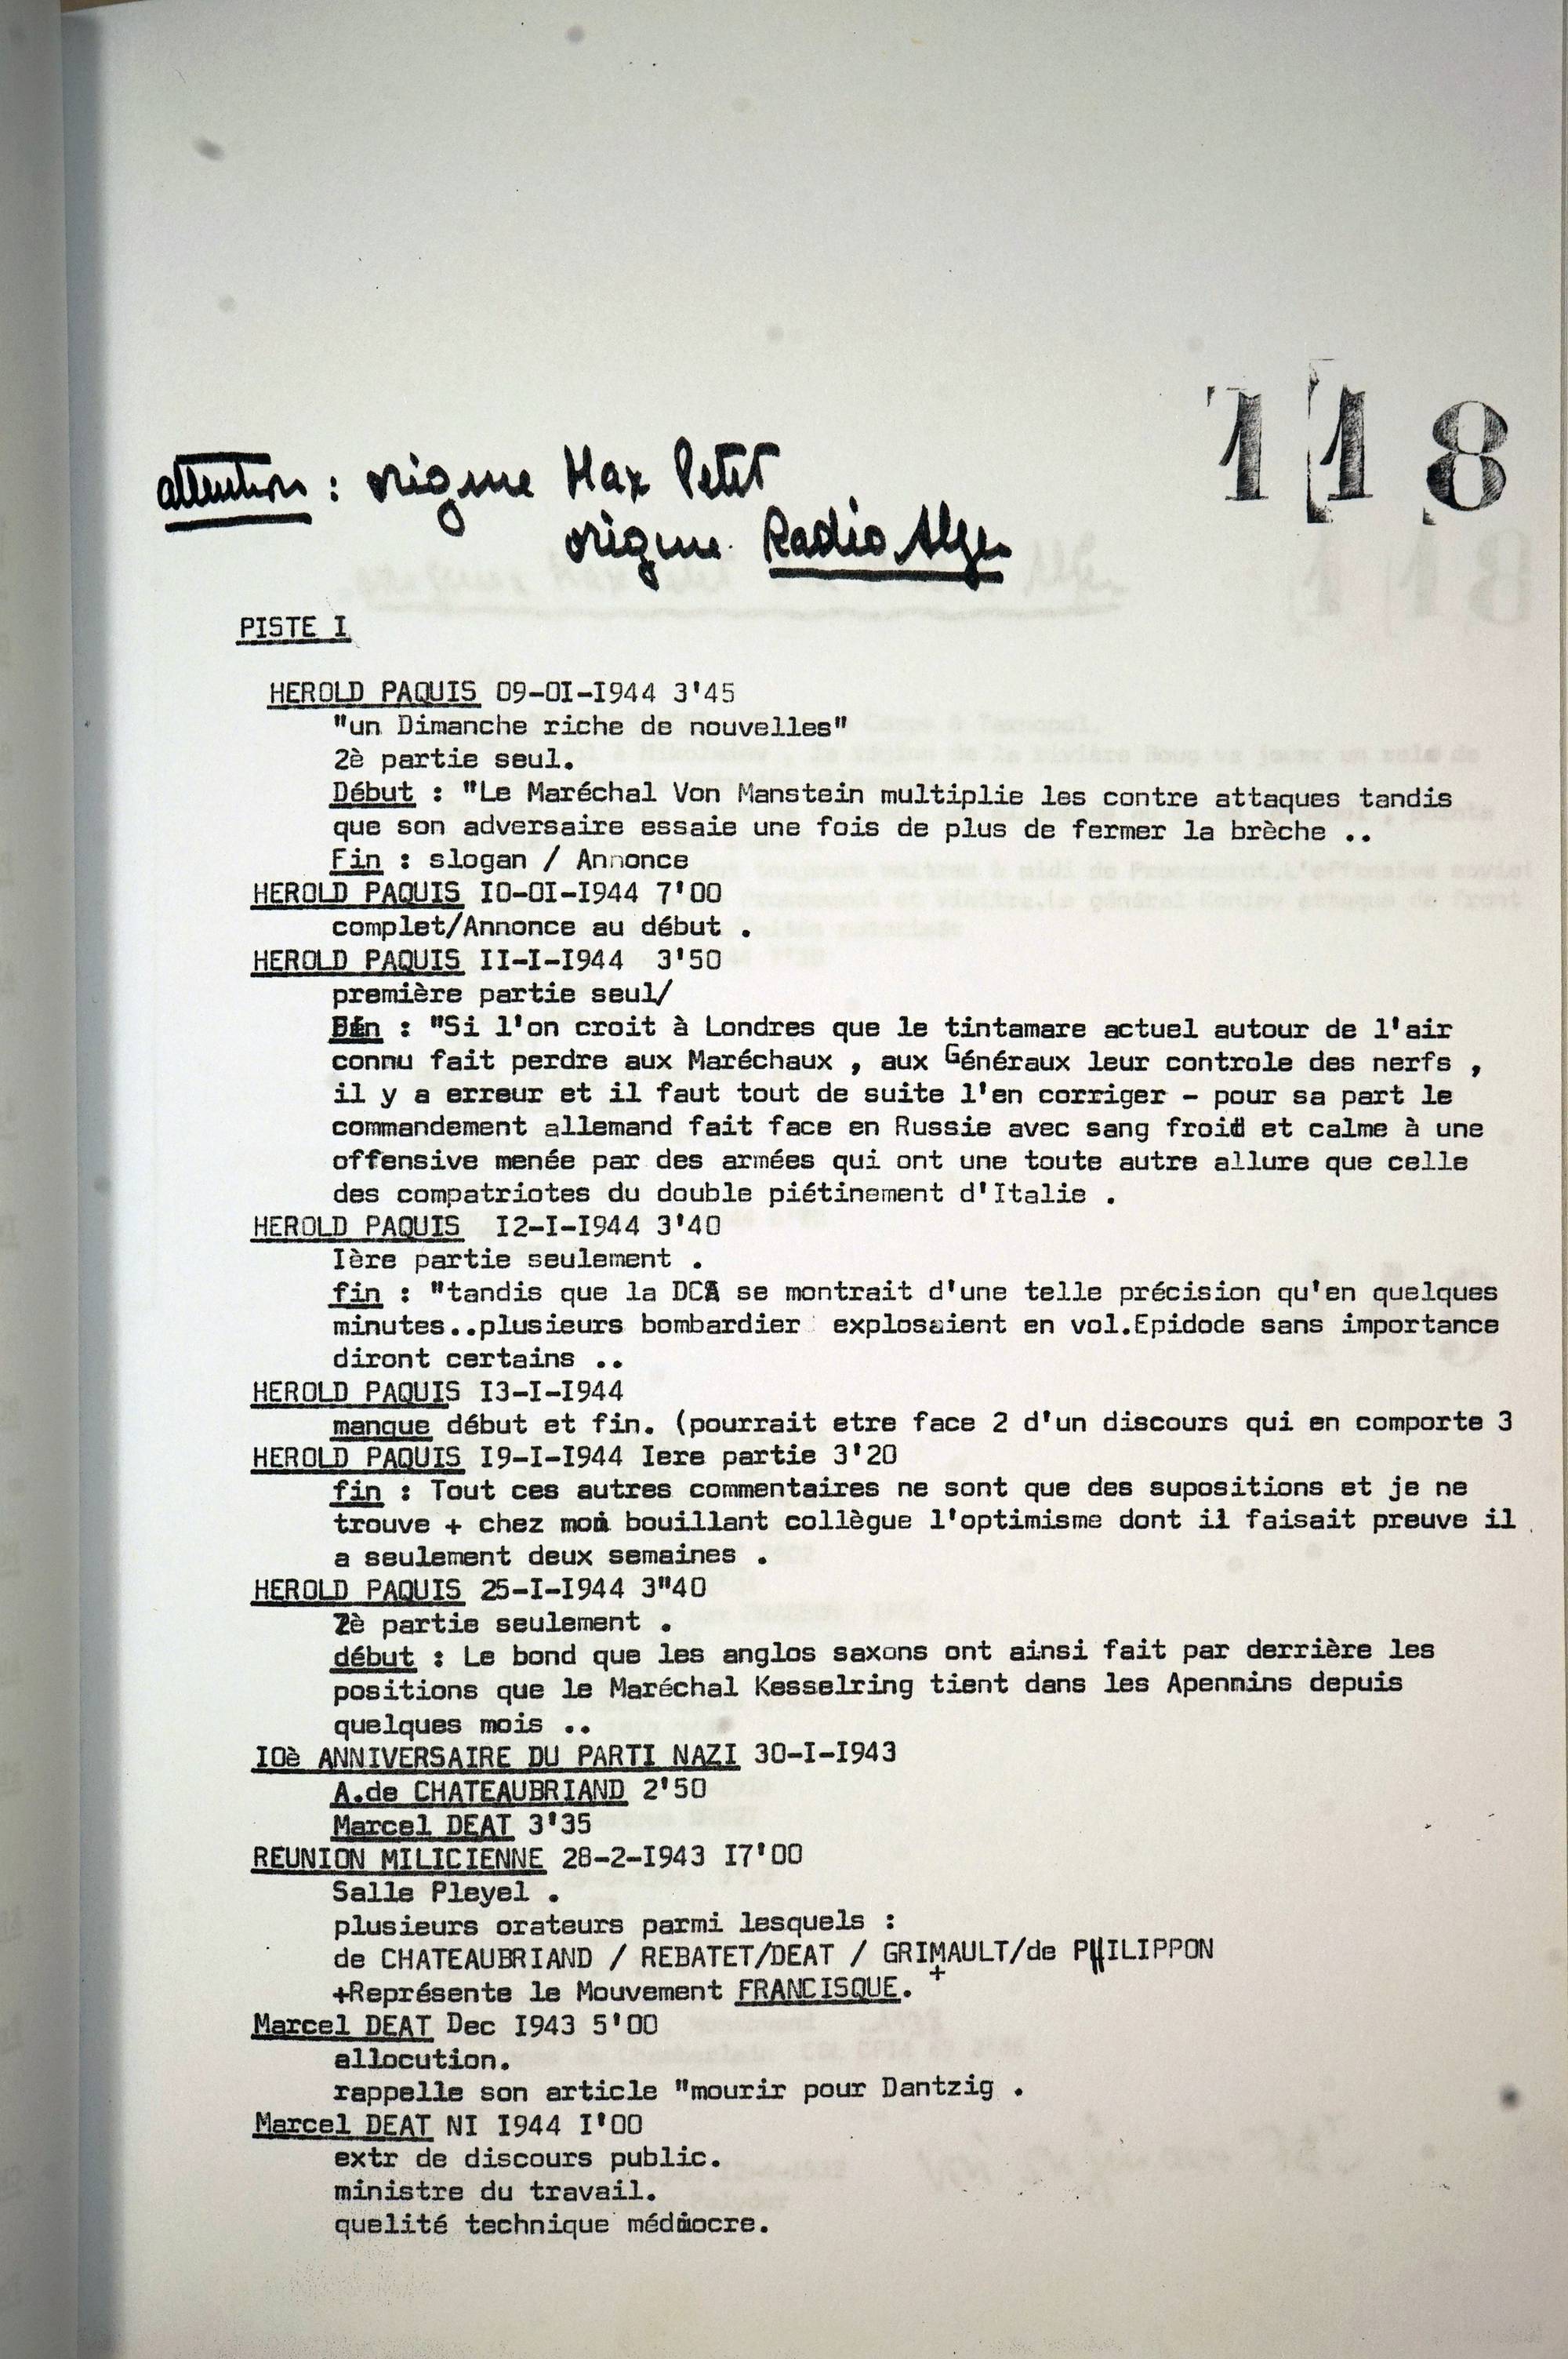 118
attention : origine Max Petit
origine Radio Alger
PISTE I
HEROLD PAQUIS 09-OI-I944 3'45
"un Dimanche riche de nouvelles"
2è partie seul.
Début : "Le Maréchal Von Manstein multiplie les contre attaques tandis
que son adversaire essaie une fois de plus de fermer la brèche ..
Fin : slogan / Annonce
HEROLD PAQUIS IO-OI-I944 7'00
complet/Annonce au début .
HEROLD PAQUIS II-I-I944 3'50
première partie seul/
Fin : "Si l'on croit à Londres que le tintamare actuel autour de l'air
connu fait perdre aux Maréchaux , aux Généraux leur controle des nerfs ,
il y a erreur et il faut tout de suite l'en corriger - pour sa part le
commandement allemand fait face en Russie avec sang froid et calme à une
offensive menée par des armées qui ont une toute autre allure que celle
des compatriotes du double piétinement d'Italie .
HEROLD PAQUIS I2-I-I944 3'40
Ière partie seulement .
fin : "tandis que la DCA se montrait d'une telle précision qu'en quelques
minutes..plusieurs bombardier explosaient en vol.Epidode sans importance
diront certains ..
HEROLD PAQUIS I3-I-I944
manque début et fin. (pourrait etre face 2 d'un discours qui en comporte 3
HEROLD PAQUIS I9-I-I944 Iere partie 3'20
fin : Tout ces autres commentaires ne sont que des supositions et je ne
trouve + chez mon bouillant collègue l'optimisme dont il faisait preuve il
a seulement deux semaines .
HEROLD PAQUIS 25-I-I944 3"40
2è partie seulement .
début : Le bond que les anglos saxons ont ainsi fait par derrière les
positions que le Maréchal Kesselring tient dans les Apennins depuis
quelques mois ..
IOè ANNIVERSAIRE DU PARTI NAZI 30-I-I943
A.de CHATEAUBRIAND 2'50
Marcel DEAT 3'35
REUNION MILICIENNE 28-2-I943 I7'00
Salle Pleyel .
plusieurs orateurs parmi lesquels :
de CHATEAUBRIAND / REBATET/DEAT / GRIMAULT/de PHILIPPON
+Représente le Mouvement FRANCISQUE. +
Marcel DEAT Dec I943 5'00
allocution.
rappelle son article "mourir pour Dantzig .
Marcel DEAT NI I944 I'00
extr de discours public.
ministre du travail.
quelité technique médiocre.